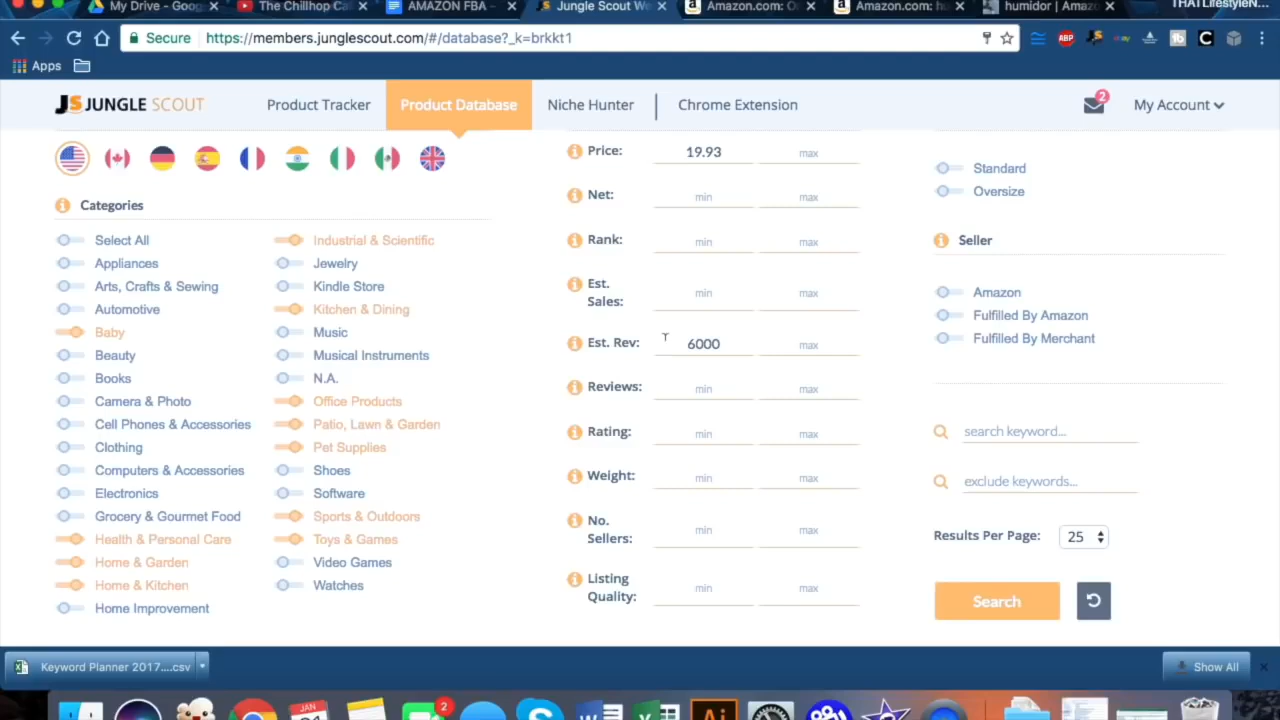 My Drive - Goog
The Chillhop Ca
AMAZON FBA -
Jungle Scout We
Amazon.com: O
Amazon.com: hu
humidor | Amaz
THATLifestyleN
Secure
https://members.junglescout.com/#/database?_k=brkkt1
ABP
Apps
JS JUNGLE SCOUT
Product Tracker
Product Database
Niche Hunter
Chrome Extension
2
My Account
Categories
Select All
Appliances
Arts, Crafts & Sewing
Automotive
Baby
Beauty
Books
Camera & Photo
Cell Phones & Accessories
Clothing
Computers & Accessories
Electronics
Grocery & Gourmet Food
Health & Personal Care
Home & Garden
Home & Kitchen
Home Improvement
Industrial & Scientific
Jewelry
Kindle Store
Kitchen & Dining
Music
Musical Instruments
N.A.
Office Products
Patio, Lawn & Garden
Pet Supplies
Shoes
Software
Sports & Outdoors
Toys & Games
Video Games
Watches
Price: 19.93 max
Net: min max
Rank: min max
Est. Sales: min max
Est. Rev: 6000 max
Reviews: min max
Rating: min max
Weight: min max
No. Sellers: min max
Listing Quality: min max
Standard
Oversize
Seller
Amazon
Fulfilled By Amazon
Fulfilled By Merchant
search keyword...
exclude keywords...
Results Per Page: 25
Search
Keyword Planner 2017....csv
Show All
JAN
2
Ai